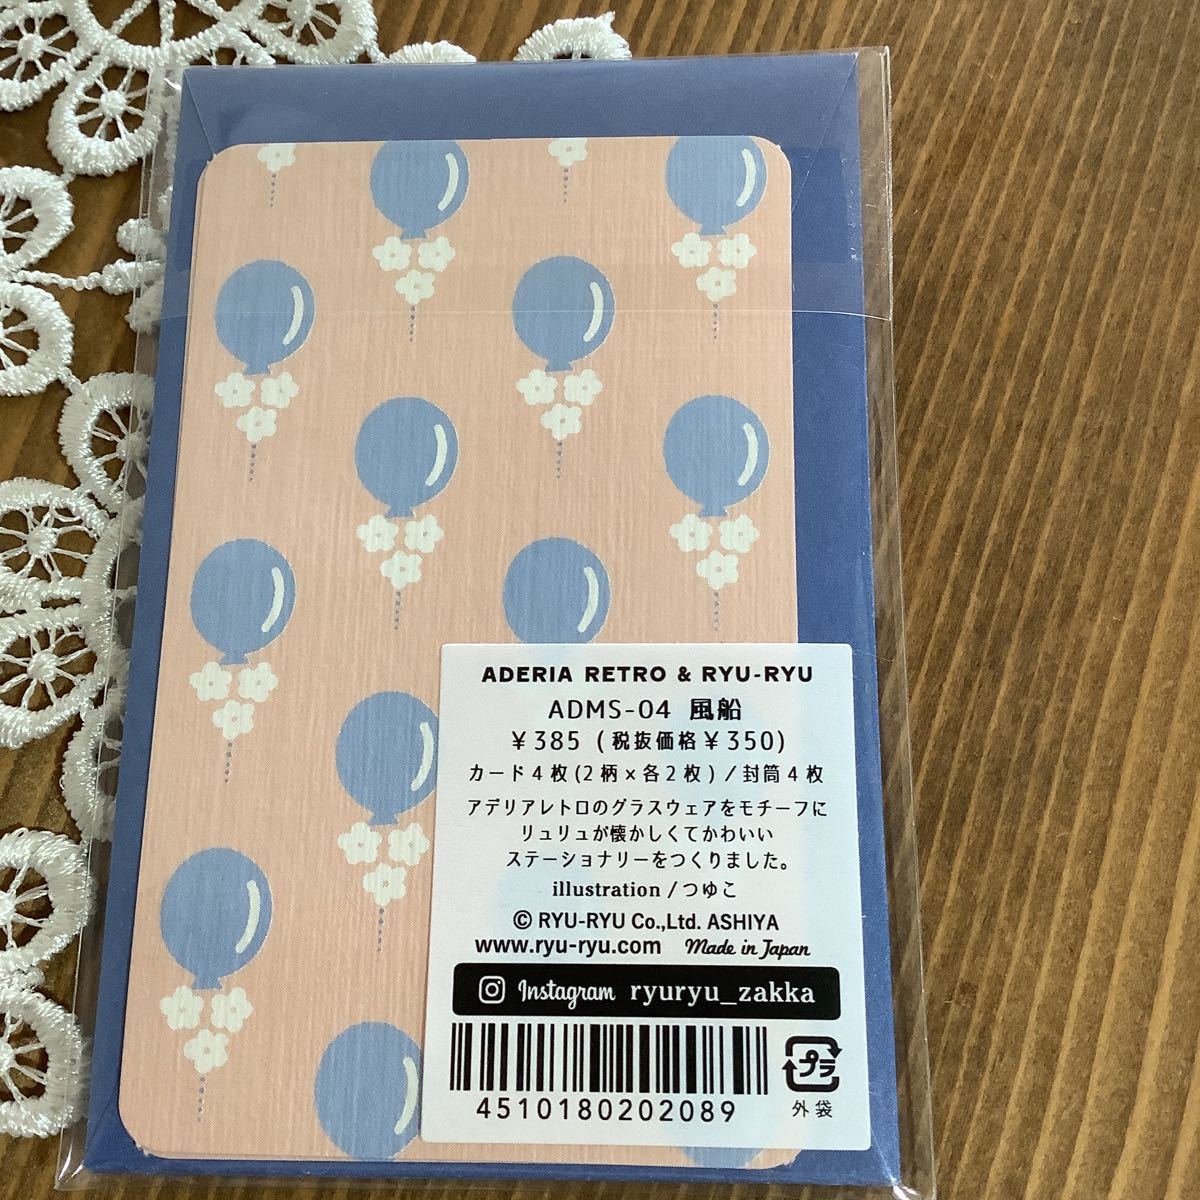 ADERIA RETRO & RYU-RYU
ADMS-04 風船
¥385 (税抜価格¥350)
カード4枚(2柄×各2枚)/封筒4枚
アデリアレトロのグラスウェアをモチーフに
リュリュが懐かしくてかわいい
ステーショナリーをつくりました。
illustration/つゆこ
© RYU-RYU Co.,Ltd. ASHIYA
www.ryu-ryu.com Made in Japan
Instagram ryuryu_zakka
4510180202089
プラ
外袋